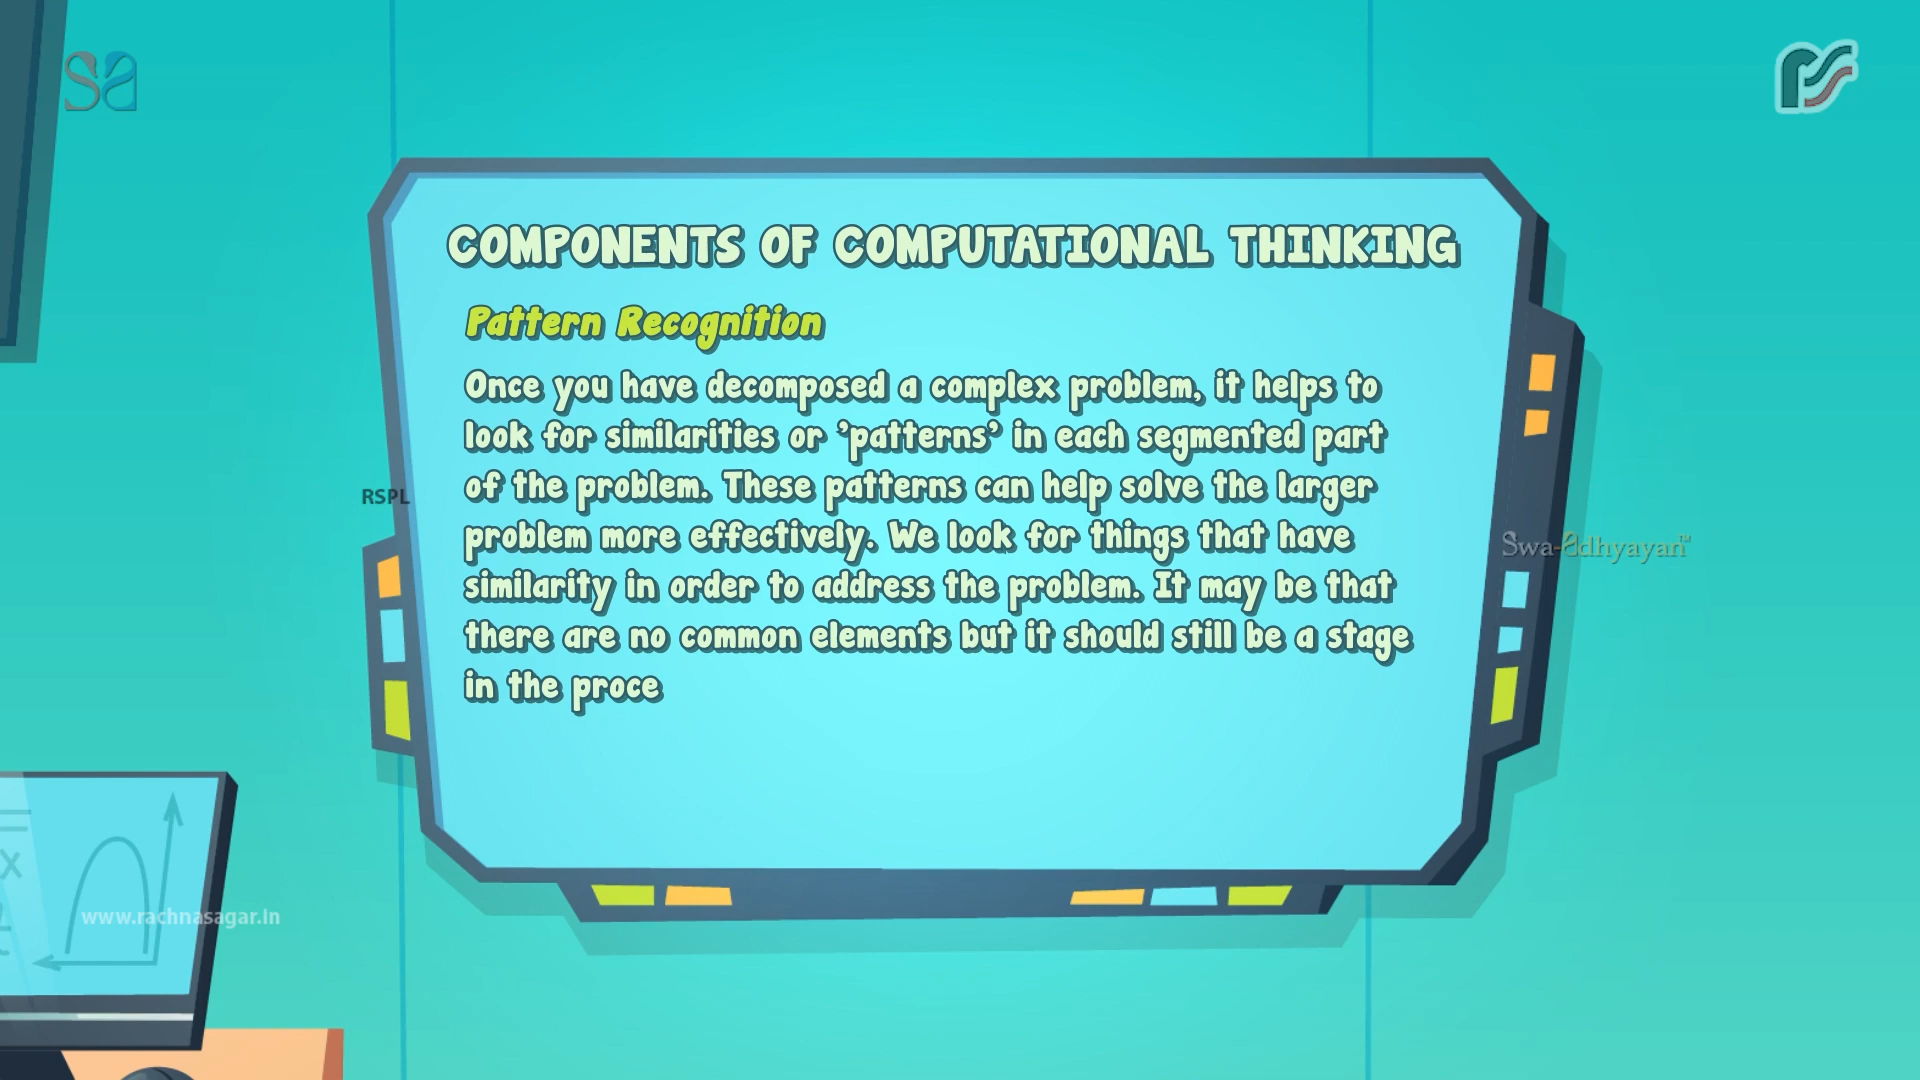 sa
COMPONENTS OF COMPUTATIONAL THINKING
Pattern Recognition
Once you have decomposed a complex problem, it helps to
look for similarities or ’patterns’ in each segmented part
of the problem. These patterns can help solve the larger
problem more effectively. We look for things that have
similarity in order to address the problem. It may be that
there are no common elements but it should still be a stage
in the proce
RSPL
Swa-adhyayan™
x
www.rachnasagar.in